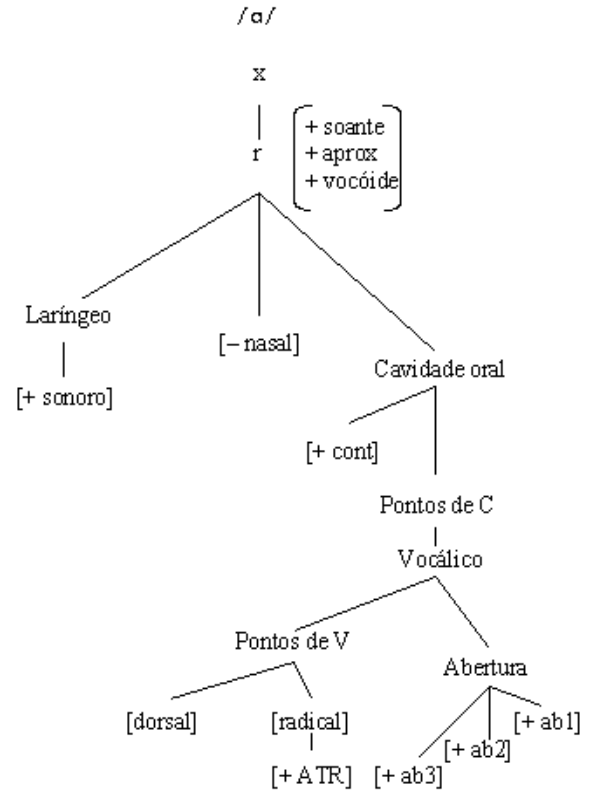 /ɑ/
x
r
+ soante
+ aprox
+ vocóide
Laríngeo
[+ sonoro]
[– nasal]
Cavidade oral
[+ cont]
Pontos de C
Vocálico
Pontos de V
Abertura
[dorsal]
[radical]
[+ ATR]
[+ ab3]
[+ ab2]
[+ ab1]